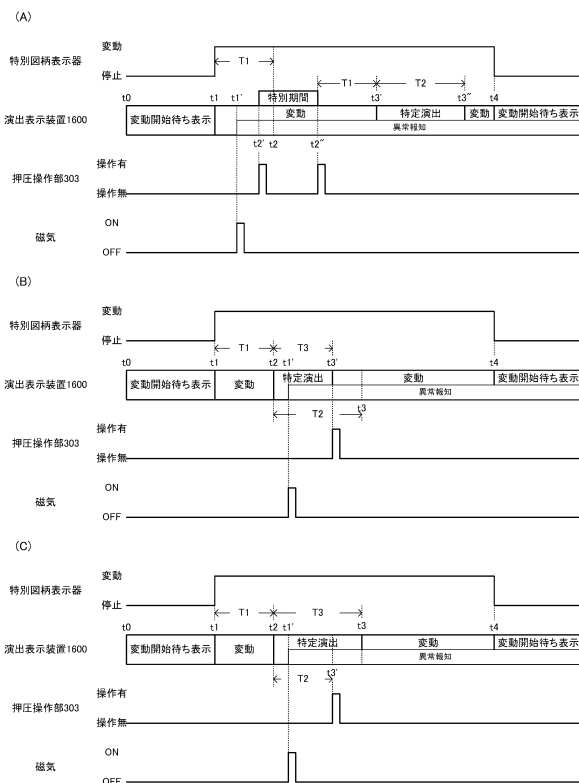 (A)
変動
特別図柄表示器
停止
T1
T1
T2
t0
t1
t1'
特別期間
t3'
t3"
t4
演出表示装置1600
変動開始待ち表示
変動
特定演出
変動
変動開始待ち表示
異常報知
t2'
t2
t2"
操作有
押圧操作部303
操作無
ON
磁気
OFF
(B)
変動
特別図柄表示器
停止
T1
T3
t0
t1
t2
t1'
t3'
t4
演出表示装置1600
変動開始待ち表示
変動
特定演出
変動
変動開始待ち表示
異常報知
T2
t3
操作有
押圧操作部303
操作無
ON
磁気
OFF
(C)
変動
特別図柄表示器
停止
T1
T3
t0
t1
t2
t1'
t3
t4
演出表示装置1600
変動開始待ち表示
変動
特定演出
変動
変動開始待ち表示
異常報知
T2
t3'
操作有
押圧操作部303
操作無
ON
磁気
OFF